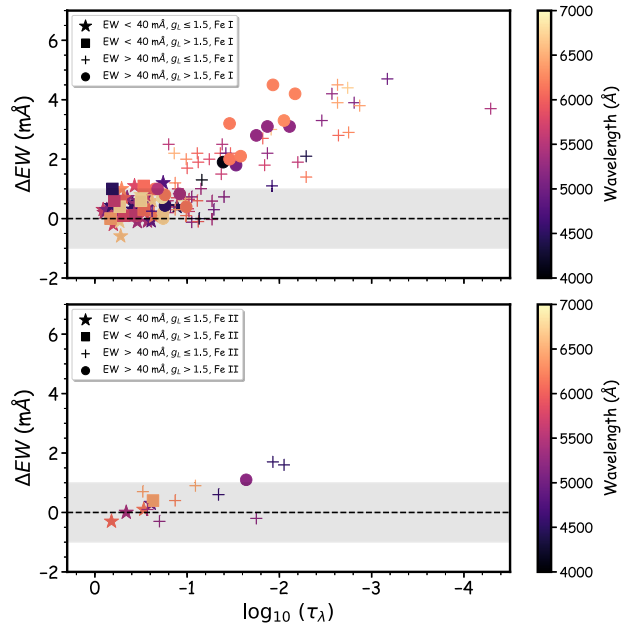 EW < 40 mÅ, g_L ≤ 1.5, Fe I
EW < 40 mÅ, g_L > 1.5, Fe I
EW > 40 mÅ, g_L ≤ 1.5, Fe I
EW > 40 mÅ, g_L > 1.5, Fe I
6
4
2
0
−2
ΔEW (mÅ)
7000
6500
6000
5500
5000
4500
4000
Wavelength (Å)
EW < 40 mÅ, g_L ≤ 1.5, Fe II
EW < 40 mÅ, g_L > 1.5, Fe II
EW > 40 mÅ, g_L ≤ 1.5, Fe II
EW > 40 mÅ, g_L > 1.5, Fe II
6
4
2
0
−2
ΔEW (mÅ)
0 −1 −2 −3 −4
log₁₀ (τ_λ)
7000
6500
6000
5500
5000
4500
4000
Wavelength (Å)